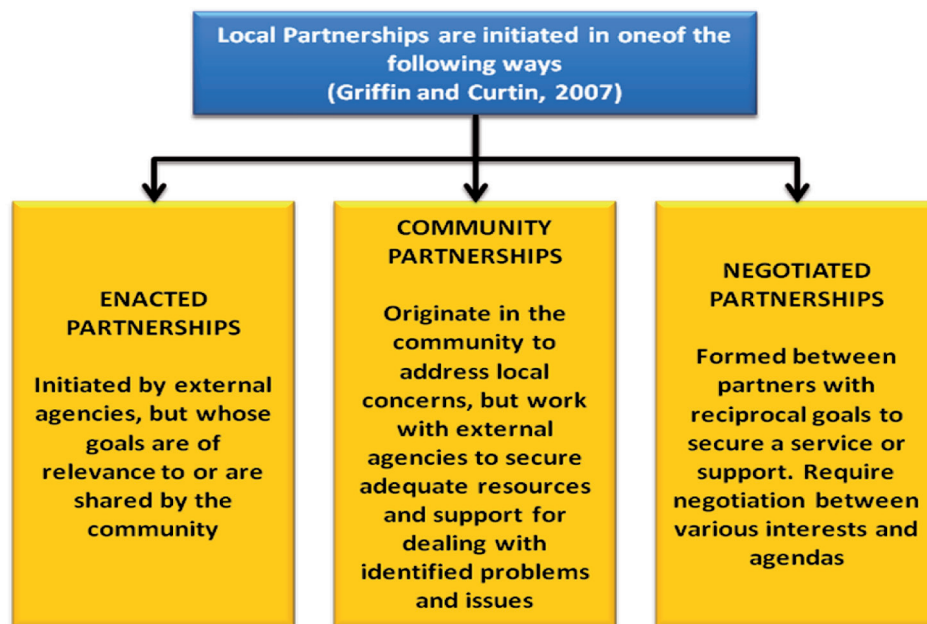 Local Partnerships are initiated in oneof the
following ways
(Griffin and Curtin, 2007)
ENACTED
PARTNERSHIPS
Initiated by external
agencies, but whose
goals are of
relevance to or are
shared by the
community
COMMUNITY
PARTNERSHIPS
Originate in the
community to
address local
concerns, but work
with external
agencies to secure
adequate resources
and support for
dealing with
identified problems
and issues
NEGOTIATED
PARTNERSHIPS
Formed between
partners with
reciprocal goals to
secure a service or
support. Require
negotiation between
various interests and
agendas